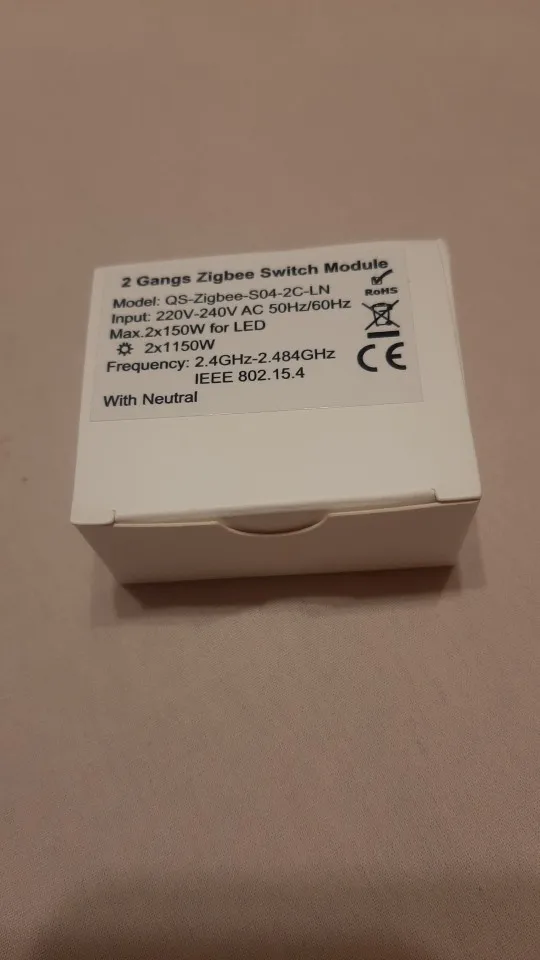 2 Gangs Zigbee Switch Module
Model: QS-Zigbee-S04-2C-LN
Input: 220V-240V AC 50Hz/60Hz
Max.2x150W for LED
2x1150W
Frequency: 2.4GHz-2.484GHz
IEEE 802.15.4
With Neutral
RoHS
CE